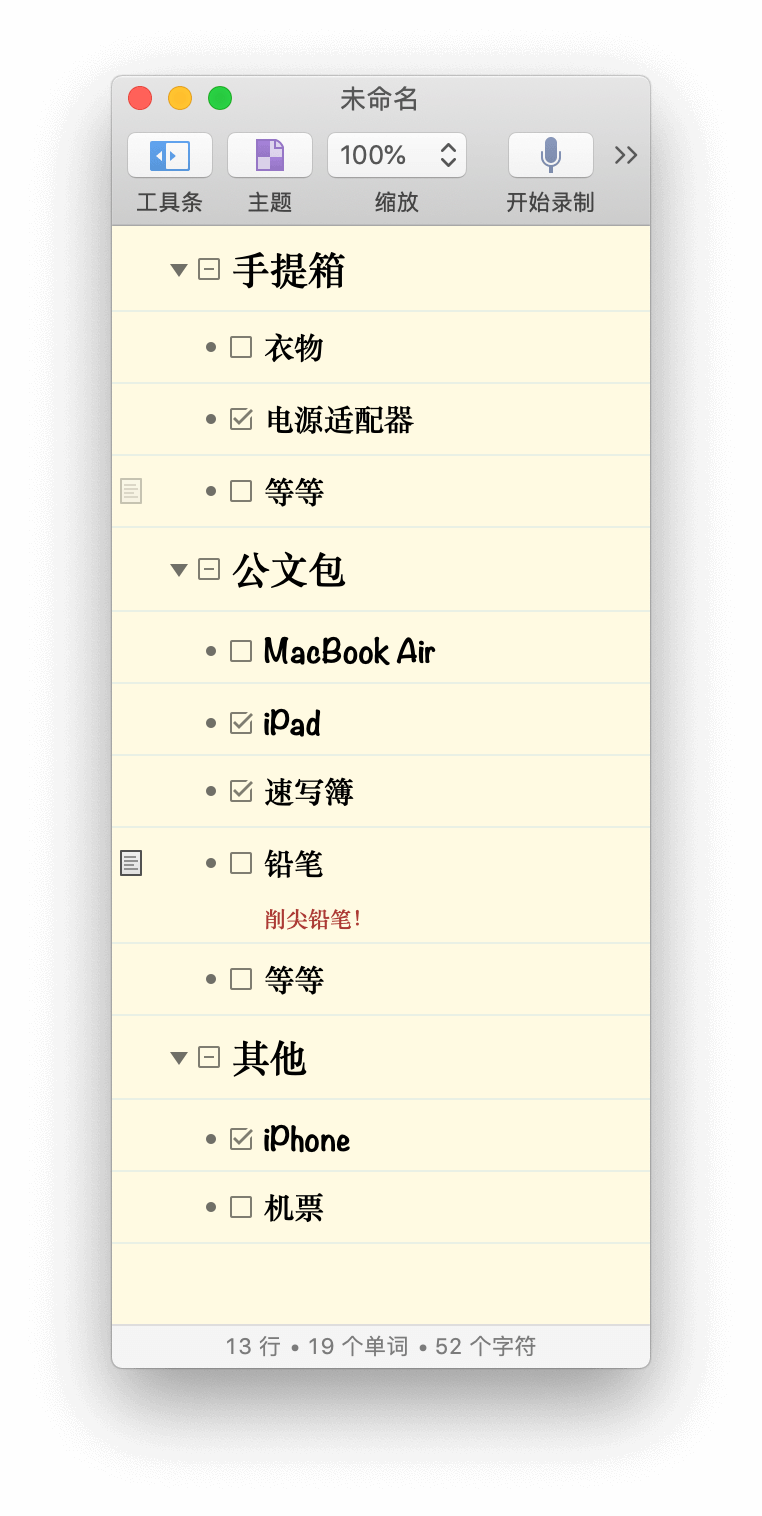 未命名
100%
工具条 主题 缩放 开始录制
手提箱
衣物
电源适配器
等等
公文包
MacBook Air
iPad
速写簿
铅笔
削尖铅笔!
等等
其他
iPhone
机票
13 行 • 19 个单词 • 52 个字符